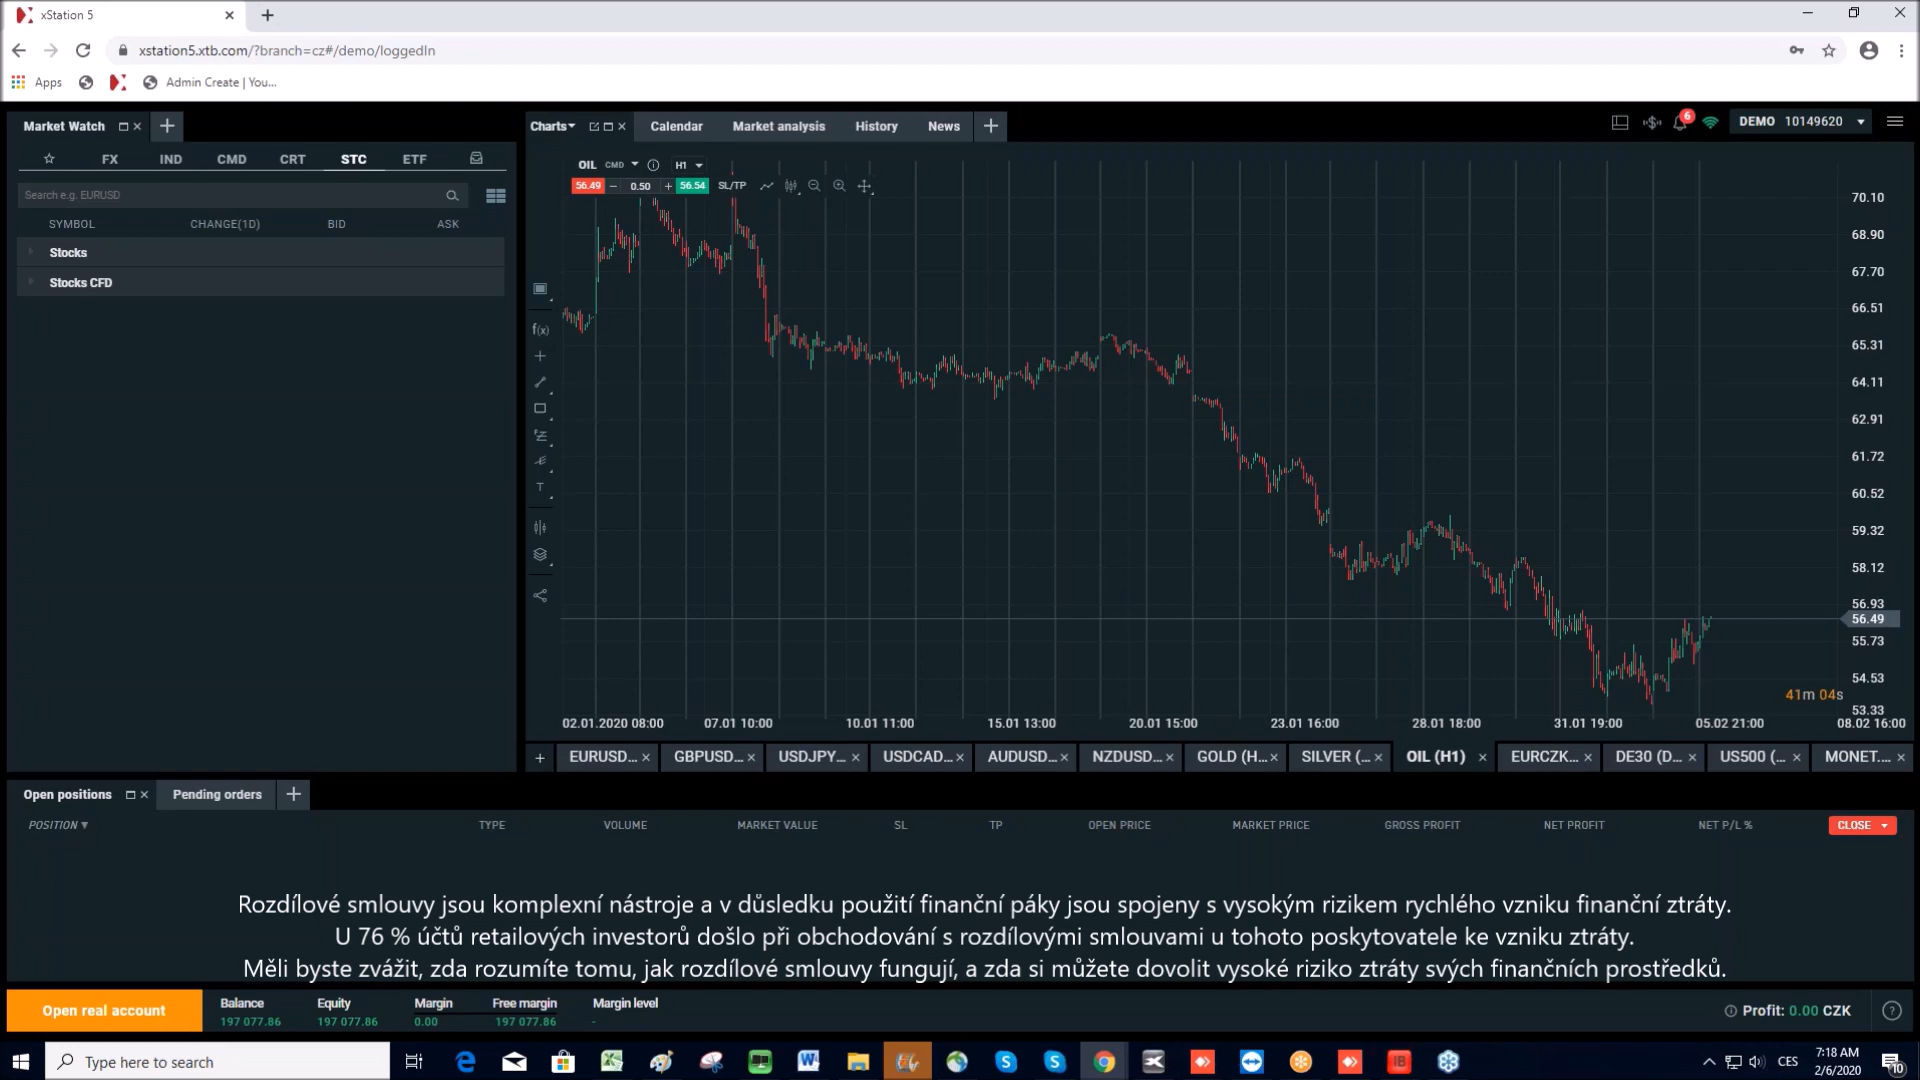 xStation 5
xstation5.xtb.com/?branch=cz#/demo/loggedIn
Apps
Admin Create | You...
Market Watch
Charts
Calendar
Market analysis
History
News
6
DEMO 10149620
FX IND CMD CRT STC ETF
OIL CMD H1
Search e.g. EURUSD
56.49 − 0.50 + 56.54 SL/TP
SYMBOL CHANGE(1D) BID ASK
Stocks
Stocks CFD
f(x)
T
70.10
68.90
67.70
66.51
65.31
64.11
62.91
61.72
60.52
59.32
58.12
56.93
56.49
55.73
54.53
53.33
41m 04s
02.01.2020 08:00 07.01 10:00 10.01 11:00 15.01 13:00 20.01 15:00 23.01 16:00 28.01 18:00 31.01 19:00 05.02 21:00 08.02 16:00
EURUSD... GBPUSD... USDJPY... USDCAD... AUDUSD... NZDUSD... GOLD (H... SILVER (... OIL (H1) EURCZK... DE30 (D... US500 (... MONET....
Open positions
Pending orders
POSITION TYPE VOLUME MARKET VALUE SL TP OPEN PRICE MARKET PRICE GROSS PROFIT NET PROFIT NET P/L % CLOSE
Rozdílové smlouvy jsou komplexní nástroje a v důsledku použití finanční páky jsou spojeny s vysokým rizikem rychlého vzniku finanční ztráty.
U 76 % účtů retailových investorů došlo při obchodování s rozdílovými smlouvami u tohoto poskytovatele ke vzniku ztráty.
Měli byste zvážit, zda rozumíte tomu, jak rozdílové smlouvy fungují, a zda si můžete dovolit vysoké riziko ztráty svých finančních prostředků.
Open real account
Balance Equity Margin Free margin Margin level
197 077.86 197 077.86 0.00 197 077.86 -
Profit: 0.00 CZK
Type here to search
CES
7:18 AM
2/6/2020
10